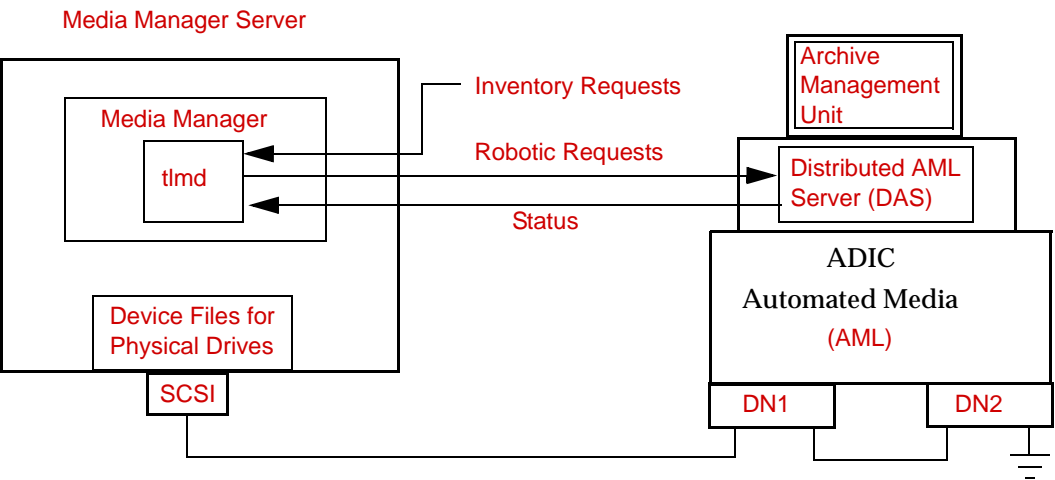 Media Manager Server
Media Manager
tlmd
Inventory Requests
Robotic Requests
Status
Device Files for
Physical Drives
SCSI
Archive
Management
Unit
Distributed AML
Server (DAS)
ADIC
Automated Media
(AML)
DN1
DN2